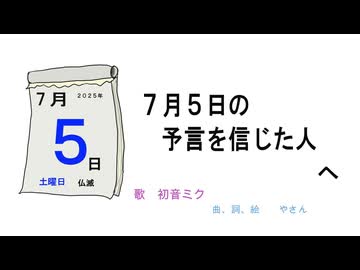 ７月 ２０２５年
５
日
土曜日 仏滅
７月５日の
予言を信じた人
へ
歌 初音ミク
曲、詞、絵 やさん